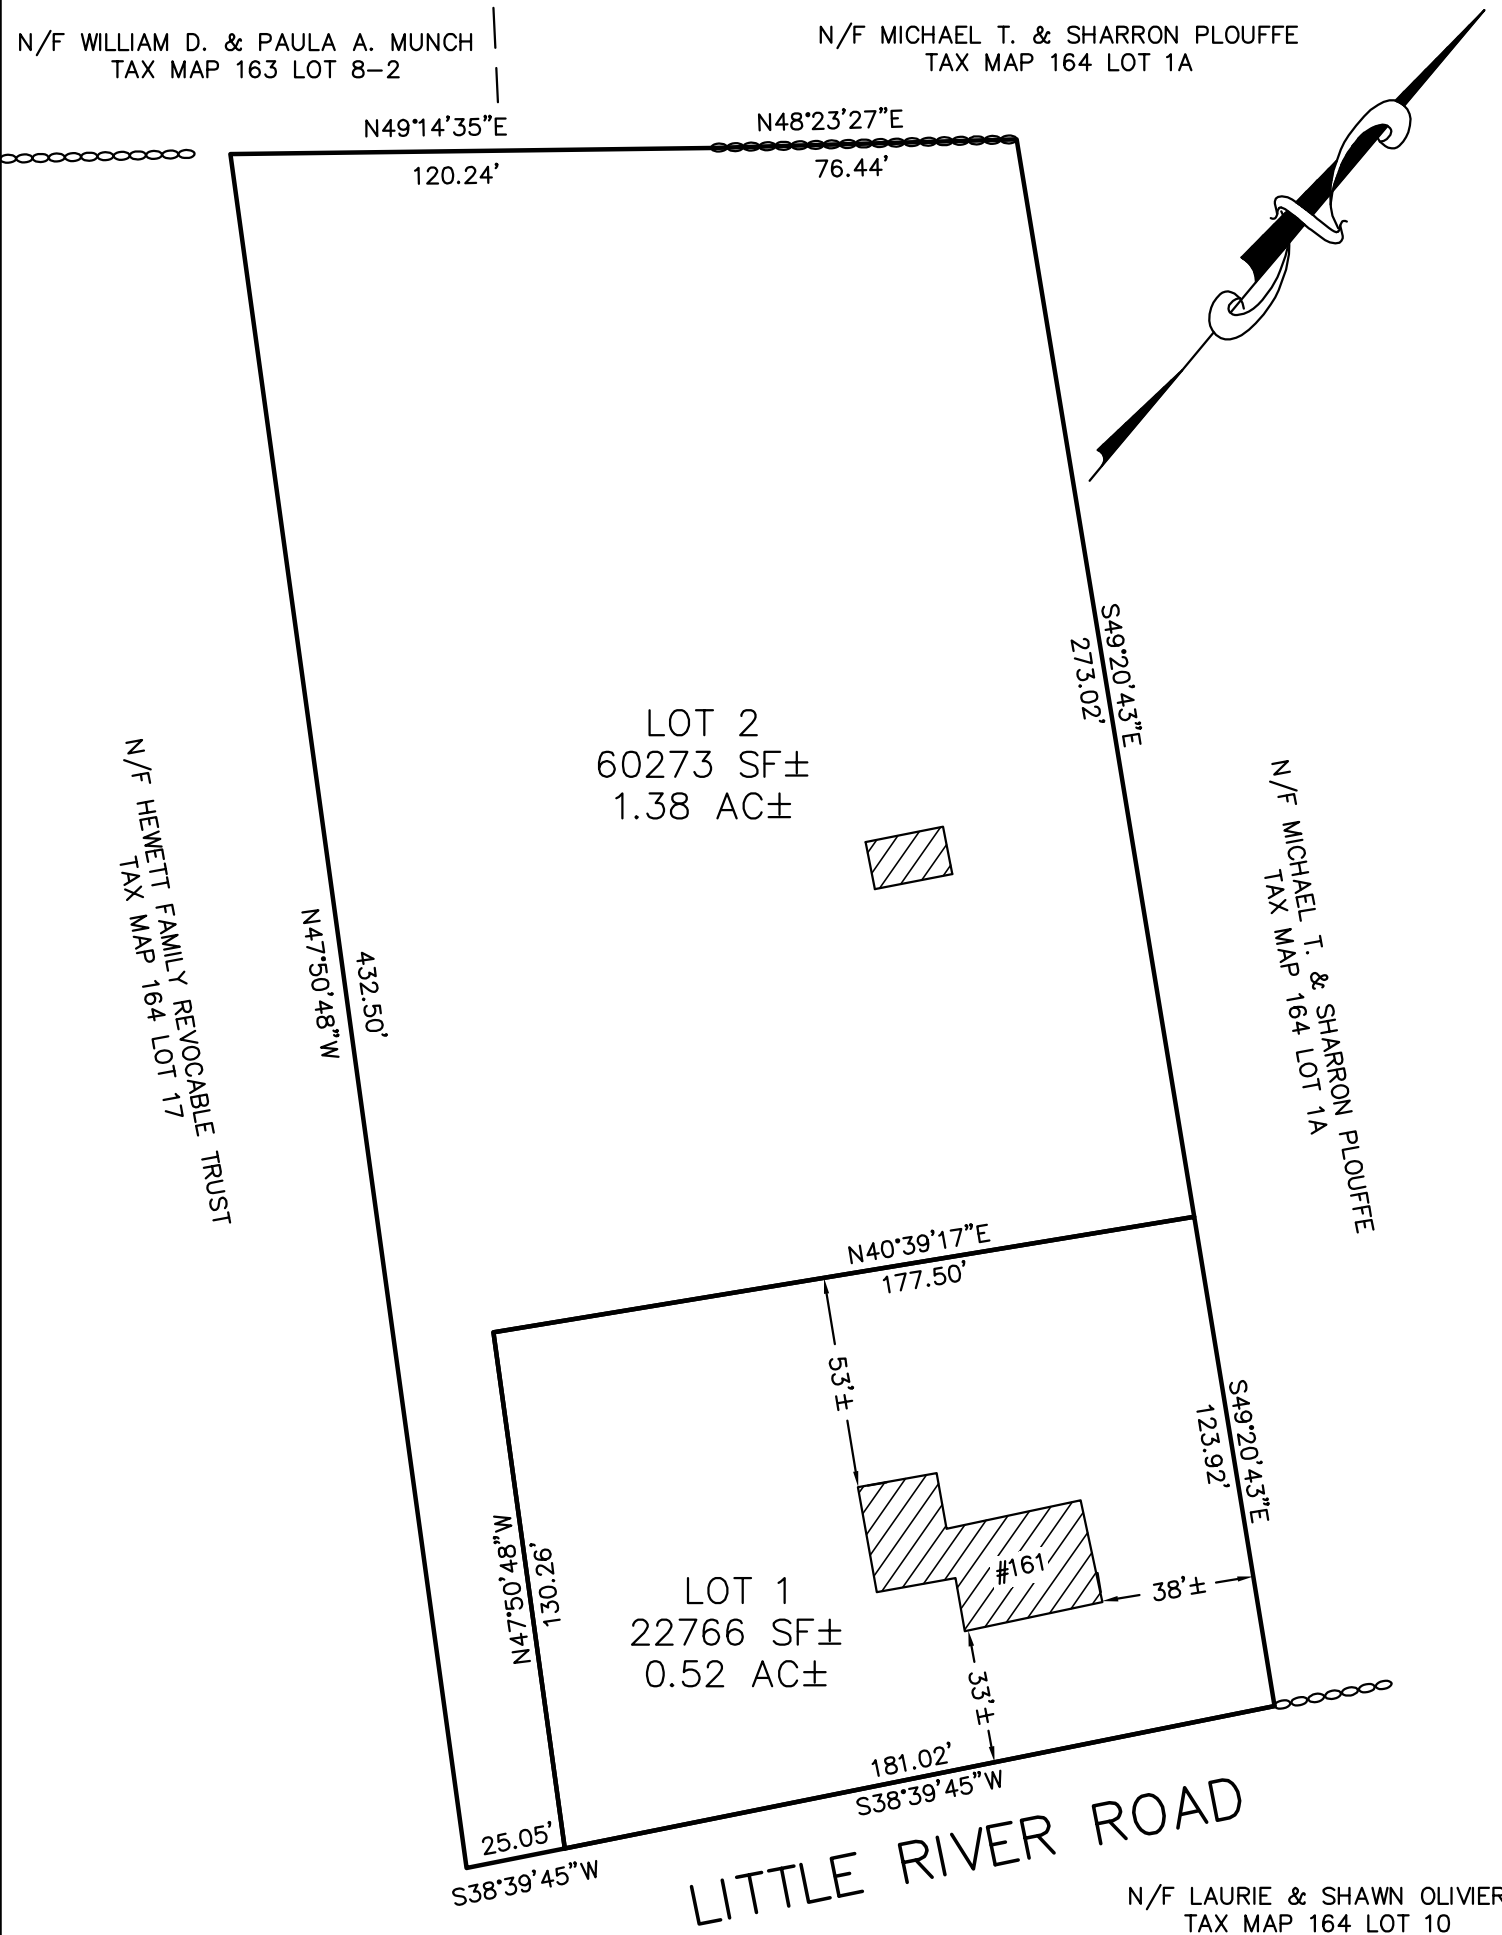 N/F WILLIAM D. & PAULA A. MUNCH
TAX MAP 163 LOT 8-2
N/F MICHAEL T. & SHARRON PLOUFFE
TAX MAP 164 LOT 1A
N49°14'35"E
120.24'
N48°23'27"E
76.44'
S49°20'43"E
273.02'
LOT 2
60273 SF±
1.38 AC±
N/F HEWETT FAMILY REVOCABLE TRUST
TAX MAP 164 LOT 17
N47°50'48"W
432.50'
N/F MICHAEL T. & SHARRON PLOUFFE
TAX MAP 164 LOT 1A
N40°39'17"E
177.50'
53'±
S49°20'43"E
123.92'
N47°50'48"W
130.26'
#161
38'±
LOT 1
22766 SF±
0.52 AC±
33'±
181.02'
S38°39'45"W
25.05'
S38°39'45"W
LITTLE RIVER ROAD
N/F LAURIE & SHAWN OLIVIER
TAX MAP 164 LOT 10